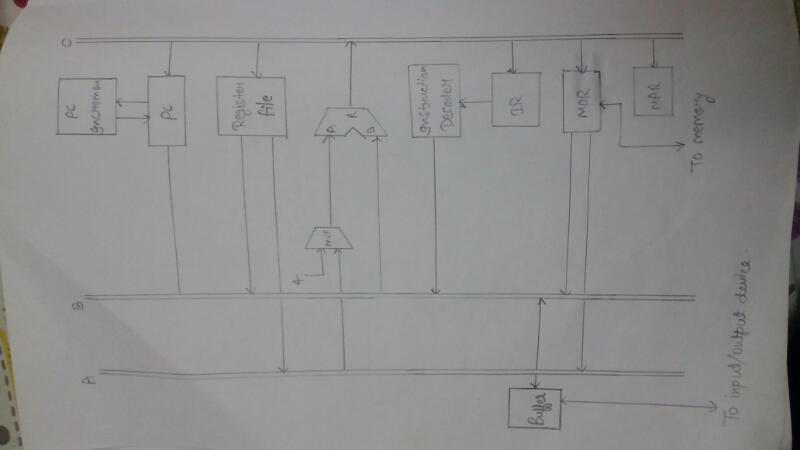 C
PC
Incrementer
PC
Register
file
A
R
B
Instruction
Decoder
IR
MDR
MAR
To memory
MUX
4
B
A
Buffer
To input/output device